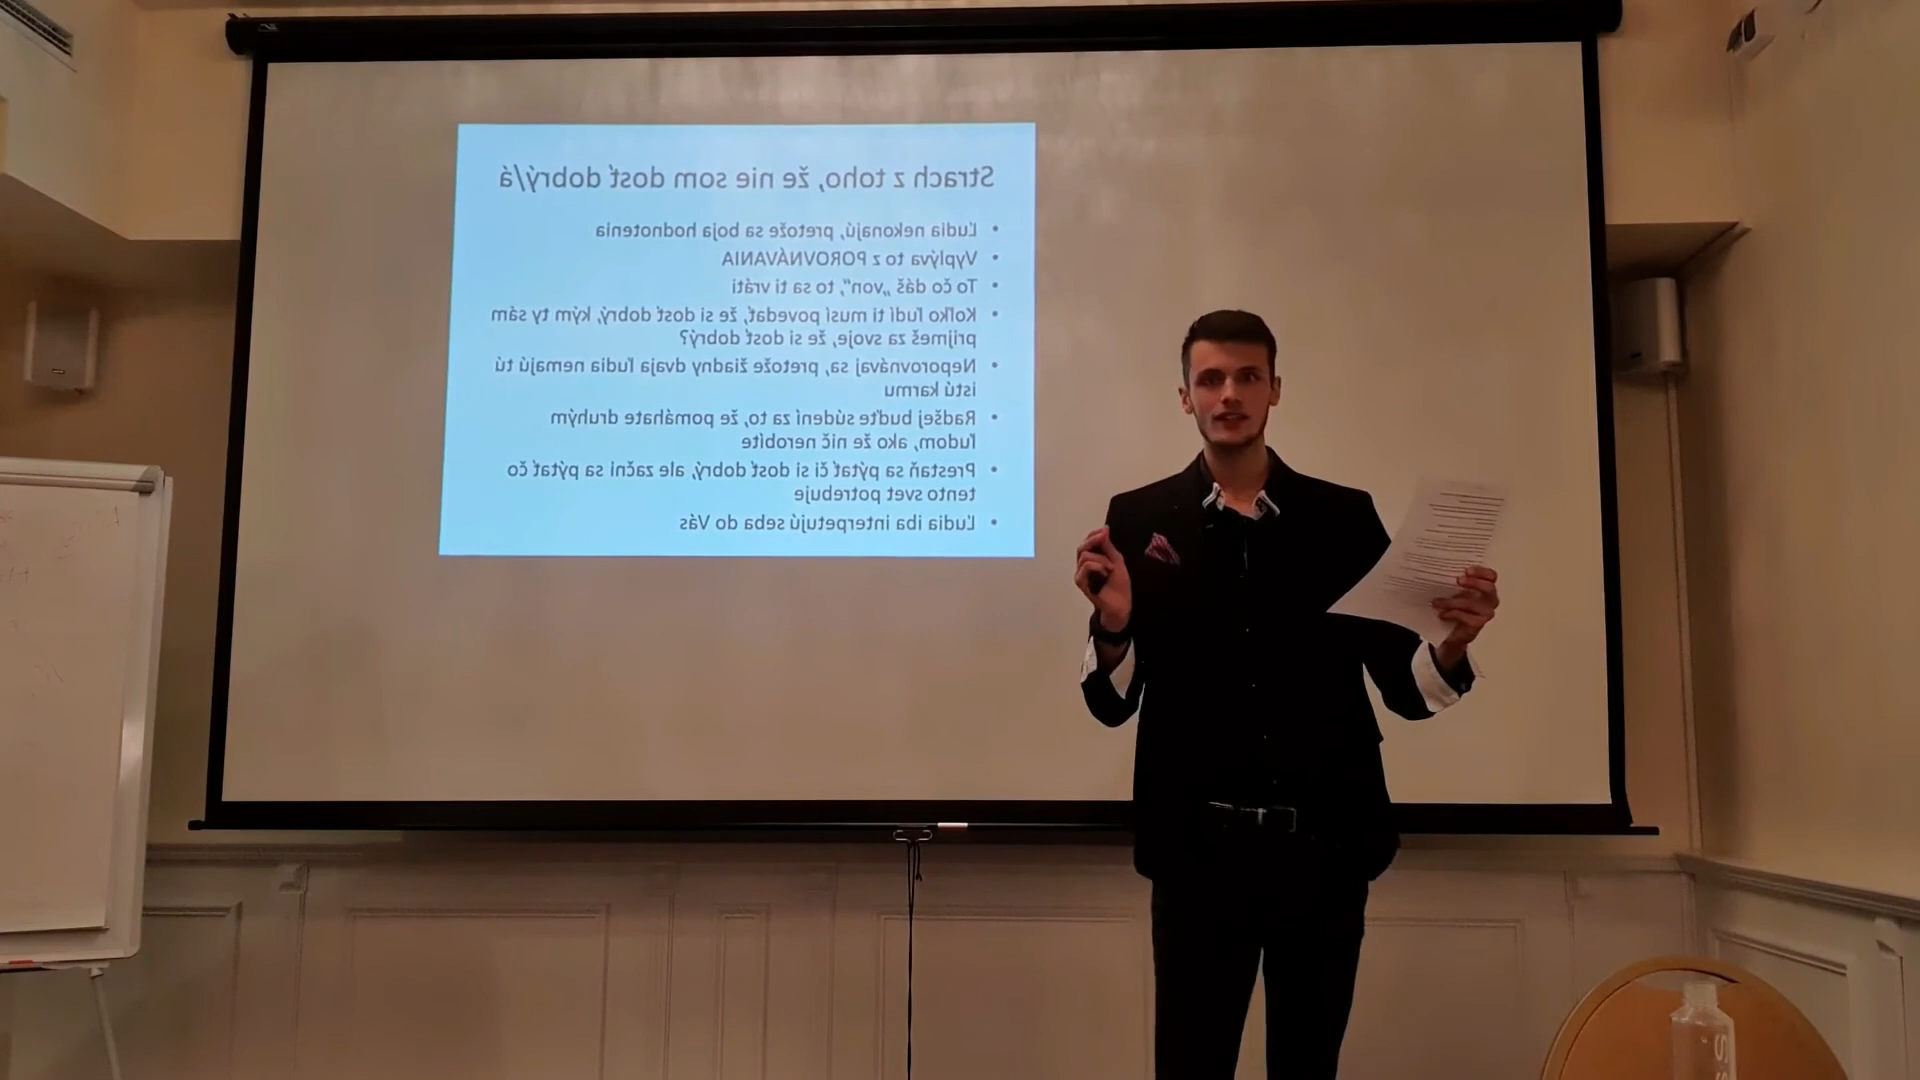 Strach z toho, že nie som dosť dobrý/á
• Ľudia nekonajú, pretože sa boja hodnotenia
• Vyplýva to z POROVNÁVANIA
• To čo dáš „von“, to sa ti vráti
• Koľko ľudí ti musí povedať, že si dosť dobrý, kým ty sám
prijmeš za svoje, že si dosť dobrý?
• Neporovnávaj sa, pretože žiadny dvaja ľudia nemajú tú
istú karmu
• Radšej buďte súdení za to, že pomáhate druhým
ľudom, ako že nič nerobíte
• Prestaň sa pýtať či si dosť dobrý, ale začni sa pýtať čo
tento svet potrebuje
• Ľudia iba interpetujú seba do Vás